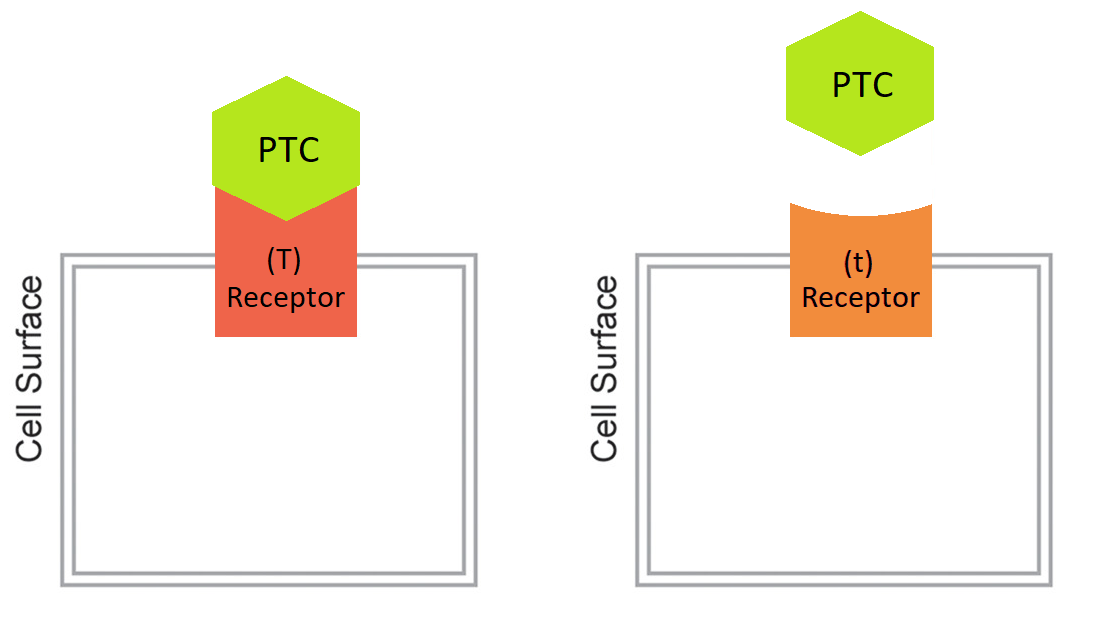 PTC
(T)
Receptor
Cell Surface
PTC
(t)
Receptor
Cell Surface